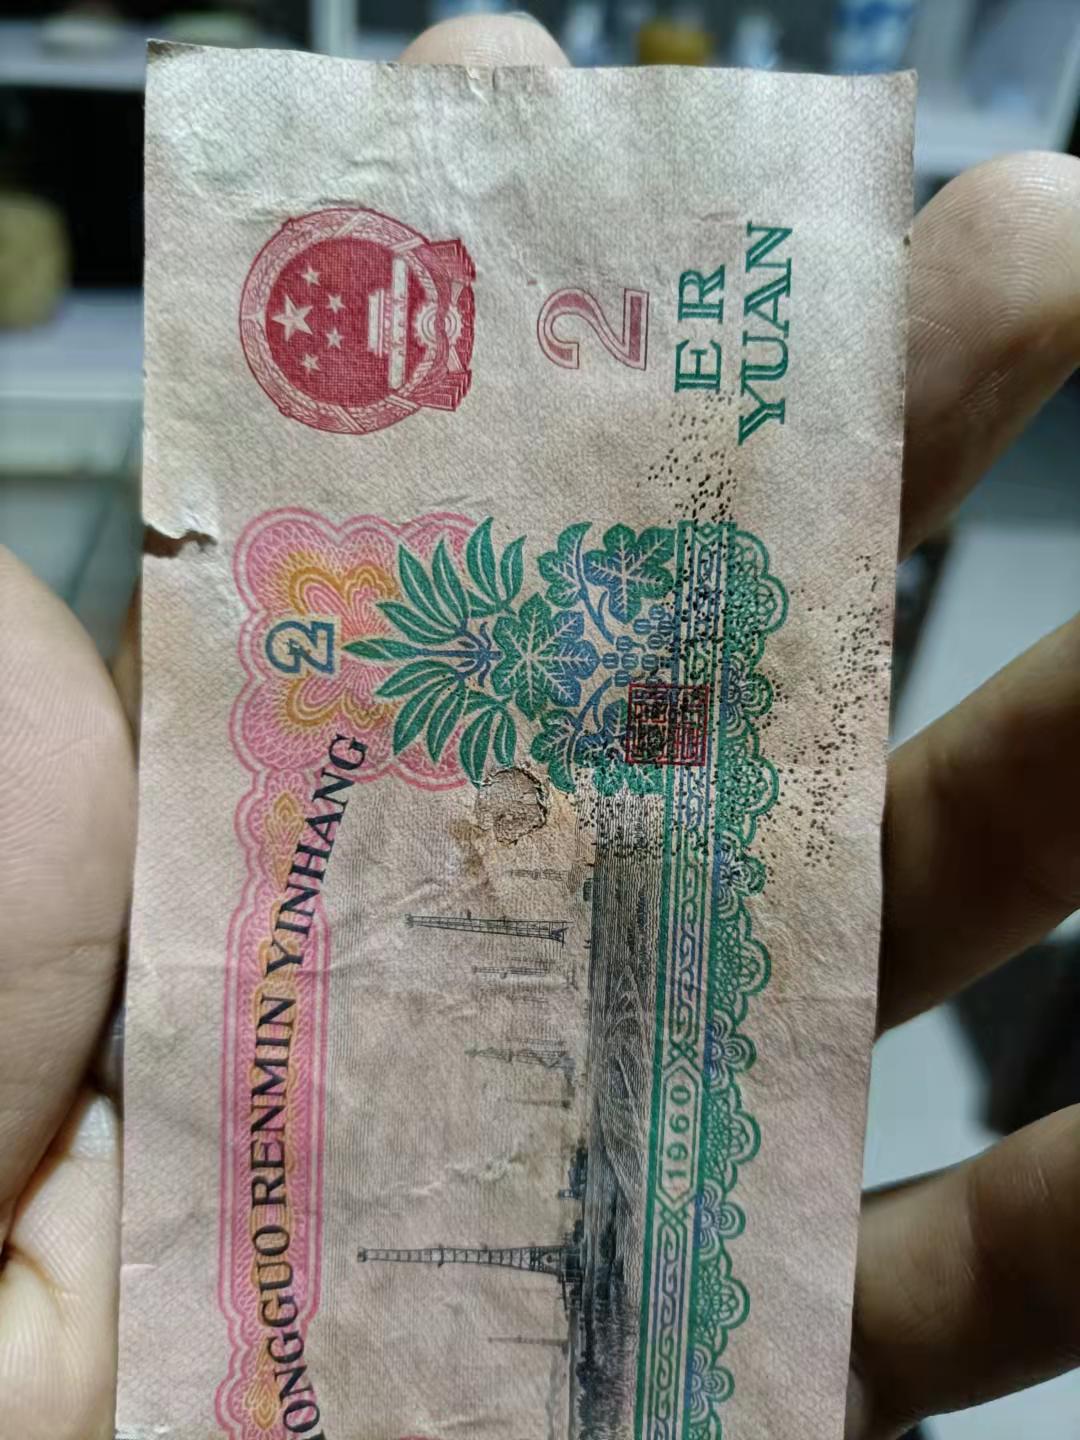 2
ER
YUAN
2
ONGGUO RENMIN YINHANG
1960